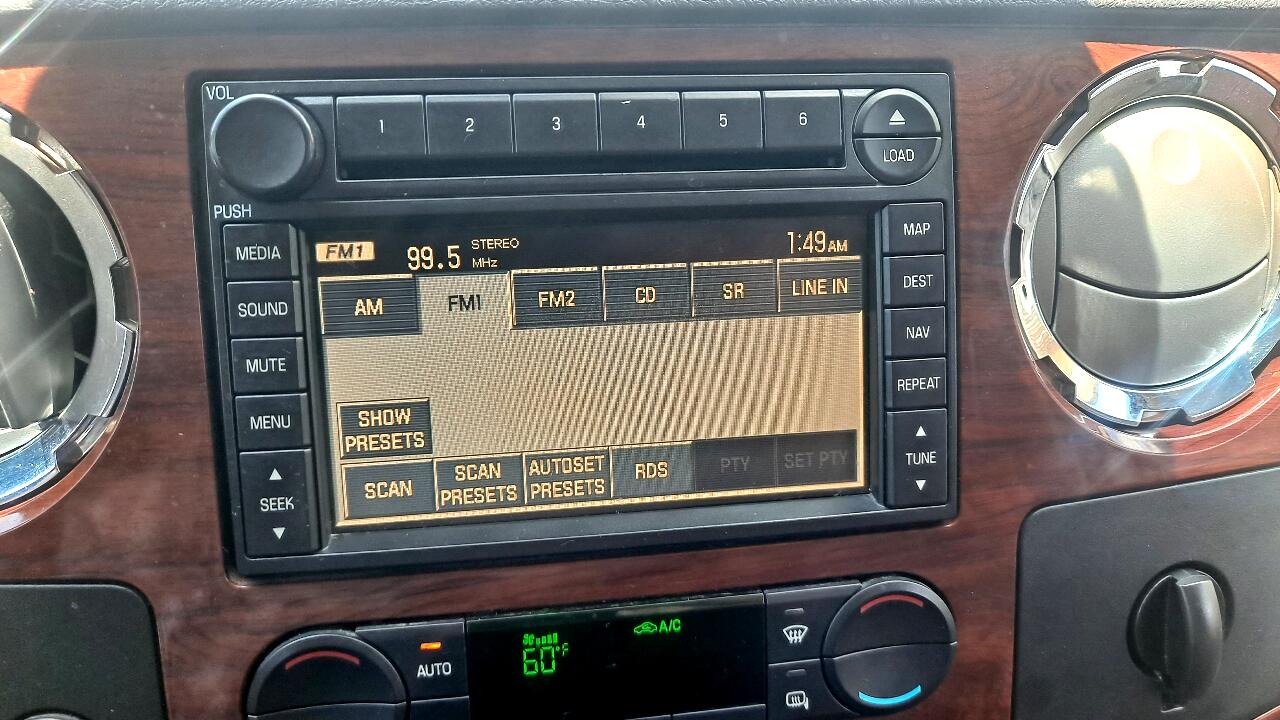 VOL
1 2 3 4 5 6
LOAD
PUSH
MEDIA
SOUND
MUTE
MENU
SEEK
FM1 99.5 STEREO MHz 1:49AM
AM FM1 FM2 CD SR LINE IN
SHOW
PRESETS
SCAN
SCAN
PRESETS
AUTOSET
PRESETS
RDS PTY SET PTY
MAP
DEST
NAV
REPEAT
TUNE
AUTO
60°F
A/C